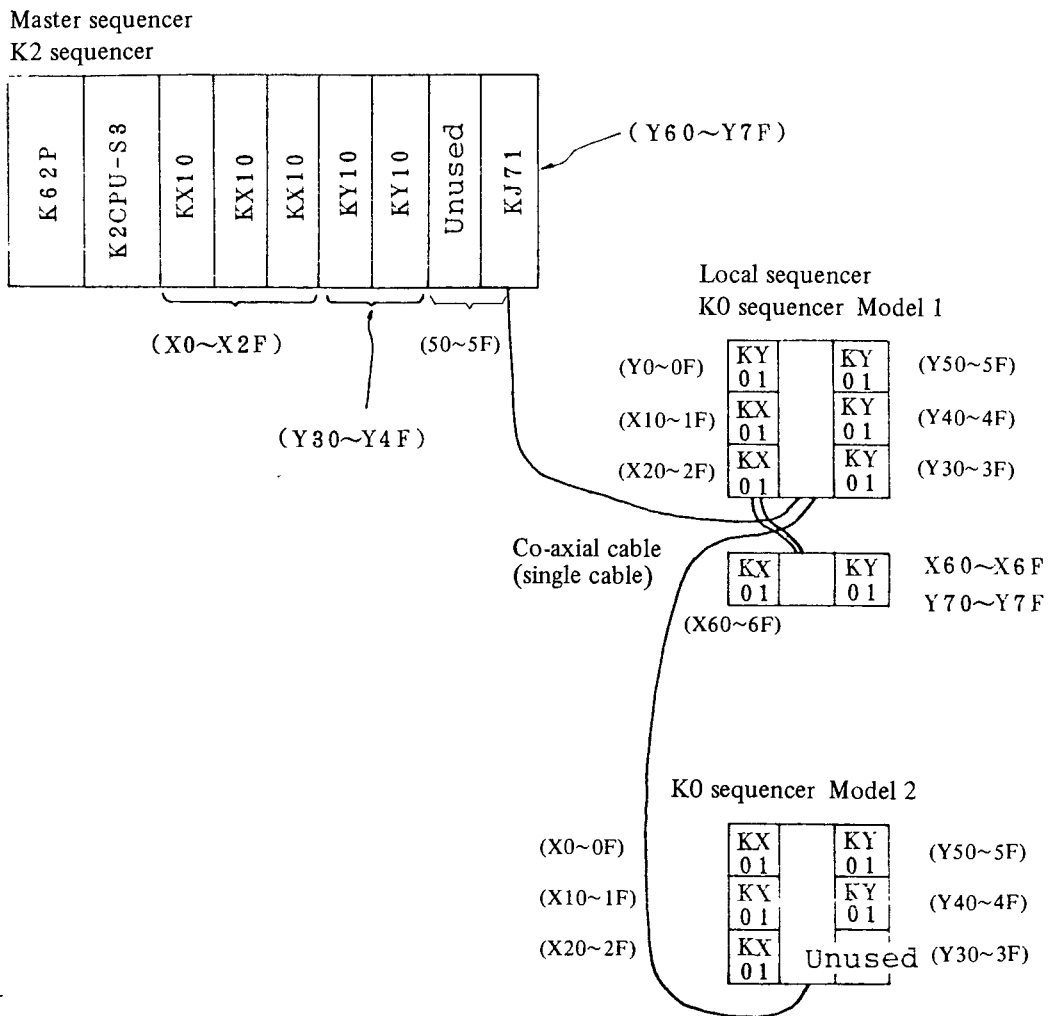 Master sequencer
K2 sequencer
K62P
K2CPU-S3
KX10
KX10
KX10
KY10
KY10
Unused
KJ71
(Y60~Y7F)
(X0~X2F)
(50~5F)
(Y30~Y4F)
Local sequencer
K0 sequencer Model 1
(Y0~0F)
KY
01
KY
01
(Y50~5F)
(X10~1F)
KX
01
KY
01
(Y40~4F)
(X20~2F)
KX
01
KY
01
(Y30~3F)
Co-axial cable
(single cable)
KX
01
KY
01
X60~X6F
Y70~Y7F
(X60~6F)
K0 sequencer Model 2
(X0~0F)
KX
01
KY
01
(Y50~5F)
(X10~1F)
KX
01
KY
01
(Y40~4F)
(X20~2F)
KX
01
Unused
(Y30~3F)